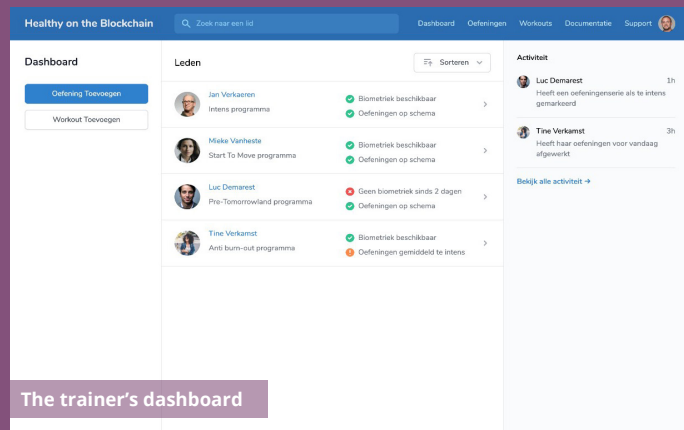 Healthy on the Blockchain
Zoek naar een lid
Dashboard Oefeningen Workouts Documentatie Support
Dashboard
Oefening Toevoegen
Workout Toevoegen
Leden
Sorteren
Jan Verkaeren
Intens programma
Biometriek beschikbaar
Oefeningen op schema
Mieke Vanheste
Start To Move programma
Biometriek beschikbaar
Oefeningen op schema
Luc Demarest
Pre-Tomorrowland programma
Geen biometriek sinds 2 dagen
Oefeningen op schema
Tine Verkamst
Anti burn-out programma
Biometriek beschikbaar
Oefeningen gemiddeld te intens
Activiteit
Luc Demarest 1h
Heeft een oefeningenserie als te intens
gemarkeerd
Tine Verkamst 3h
Heeft haar oefeningen voor vandaag
afgewerkt
Bekijk alle activiteit →
The trainer's dashboard